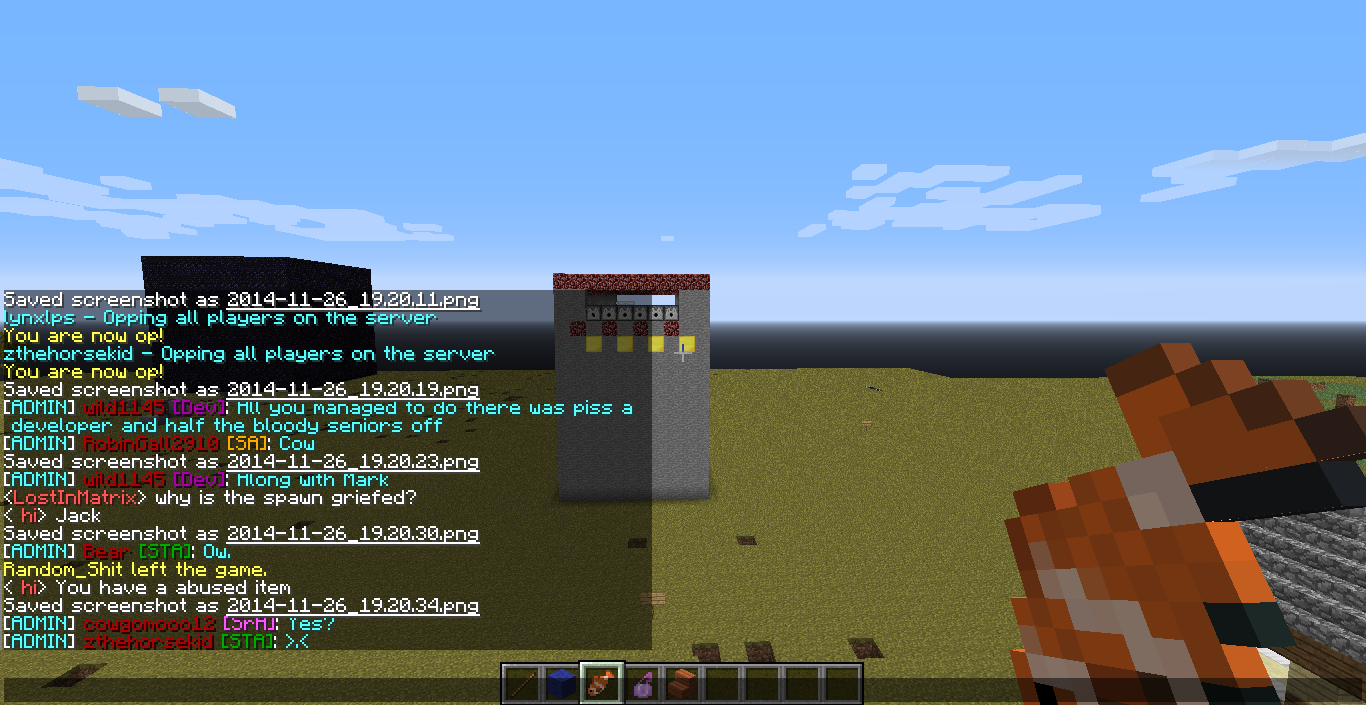 Saved screenshot as 2014-11-26_19.20.11.png
lynxlps - Opping all players on the server
You are now op!
zthehorsekid - Opping all players on the server
You are now op!
Saved screenshot as 2014-11-26_19.20.19.png
[ADMIN] wild1145 [Dev]: All you managed to do there was piss a
developer and half the bloody seniors off
[ADMIN] RobinGall2910 [SA]: Cow
Saved screenshot as 2014-11-26_19.20.23.png
[ADMIN] wild1145 [Dev]: Along with Mark
<LostInMatrix> why is the spawn griefed?
< hi> Jack
Saved screenshot as 2014-11-26_19.20.30.png
[ADMIN] Bear [STA]: Ow.
Random_Shit left the game.
< hi> You have a abused item
Saved screenshot as 2014-11-26_19.20.34.png
[ADMIN] cowgomooo12 [SrA]: Yes?
[ADMIN] zthehorsekid [STA]: >.<